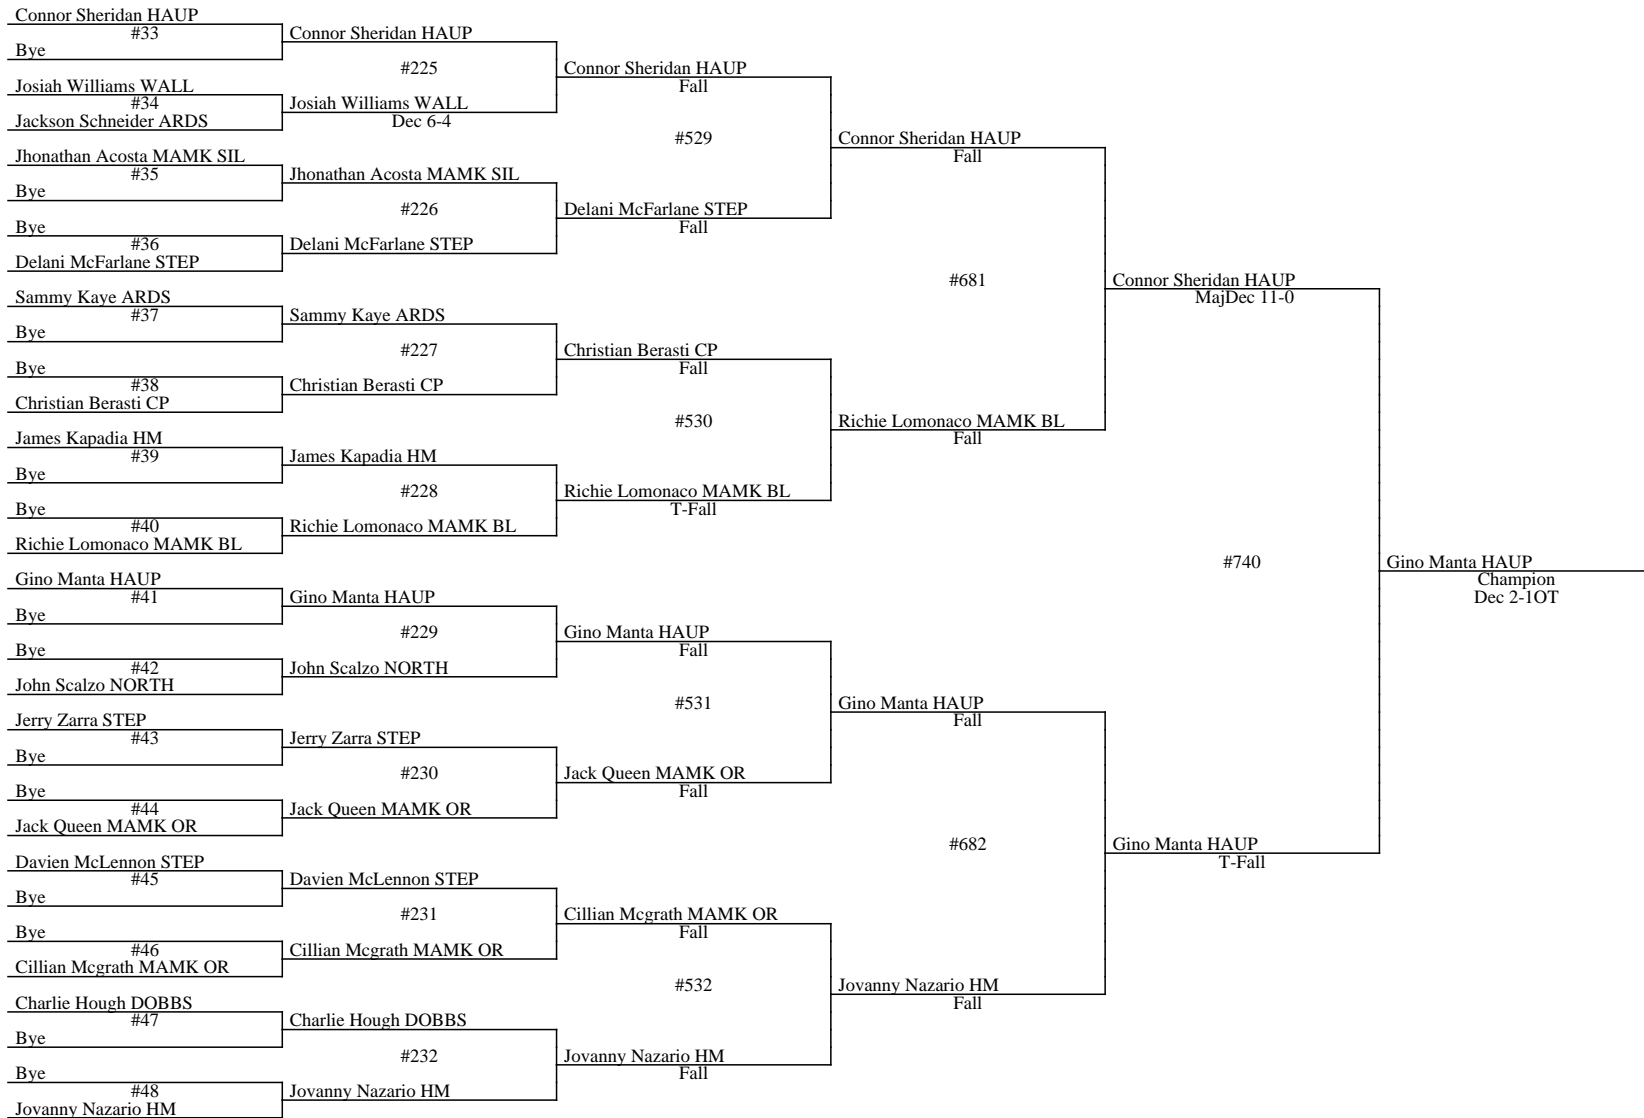 Connor Sheridan HAUP
#33
Bye
Josiah Williams WALL
#34
Jackson Schneider ARDS
Jhonathan Acosta MAMK SIL
#35
Bye
Bye
#36
Delani McFarlane STEP
Sammy Kaye ARDS
#37
Bye
Bye
#38
Christian Berasti CP
James Kapadia HM
#39
Bye
Bye
#40
Richie Lomonaco MAMK BL
Gino Manta HAUP
#41
Bye
Bye
#42
John Scalzo NORTH
Jerry Zarra STEP
#43
Bye
Bye
#44
Jack Queen MAMK OR
Davien McLennon STEP
#45
Bye
Bye
#46
Cillian Mcgrath MAMK OR
Charlie Hough DOBBS
#47
Bye
Bye
#48
Jovanny Nazario HM
Connor Sheridan HAUP
#225
Josiah Williams WALL
Dec 6-4
Jhonathan Acosta MAMK SIL
#226
Delani McFarlane STEP
Sammy Kaye ARDS
#227
Christian Berasti CP
James Kapadia HM
#228
Richie Lomonaco MAMK BL
Gino Manta HAUP
#229
John Scalzo NORTH
Jerry Zarra STEP
#230
Jack Queen MAMK OR
Davien McLennon STEP
#231
Cillian Mcgrath MAMK OR
Charlie Hough DOBBS
#232
Jovanny Nazario HM
Connor Sheridan HAUP
Fall
#529
Delani McFarlane STEP
Fall
Christian Berasti CP
Fall
#530
Richie Lomonaco MAMK BL
T-Fall
Gino Manta HAUP
Fall
#531
Jack Queen MAMK OR
Fall
Cillian Mcgrath MAMK OR
Fall
#532
Jovanny Nazario HM
Fall
Connor Sheridan HAUP
Fall
#681
Richie Lomonaco MAMK BL
Fall
Gino Manta HAUP
Fall
#682
Jovanny Nazario HM
Fall
Connor Sheridan HAUP
MajDec 11-0
#740
Gino Manta HAUP
T-Fall
Gino Manta HAUP
Champion
Dec 2-1OT